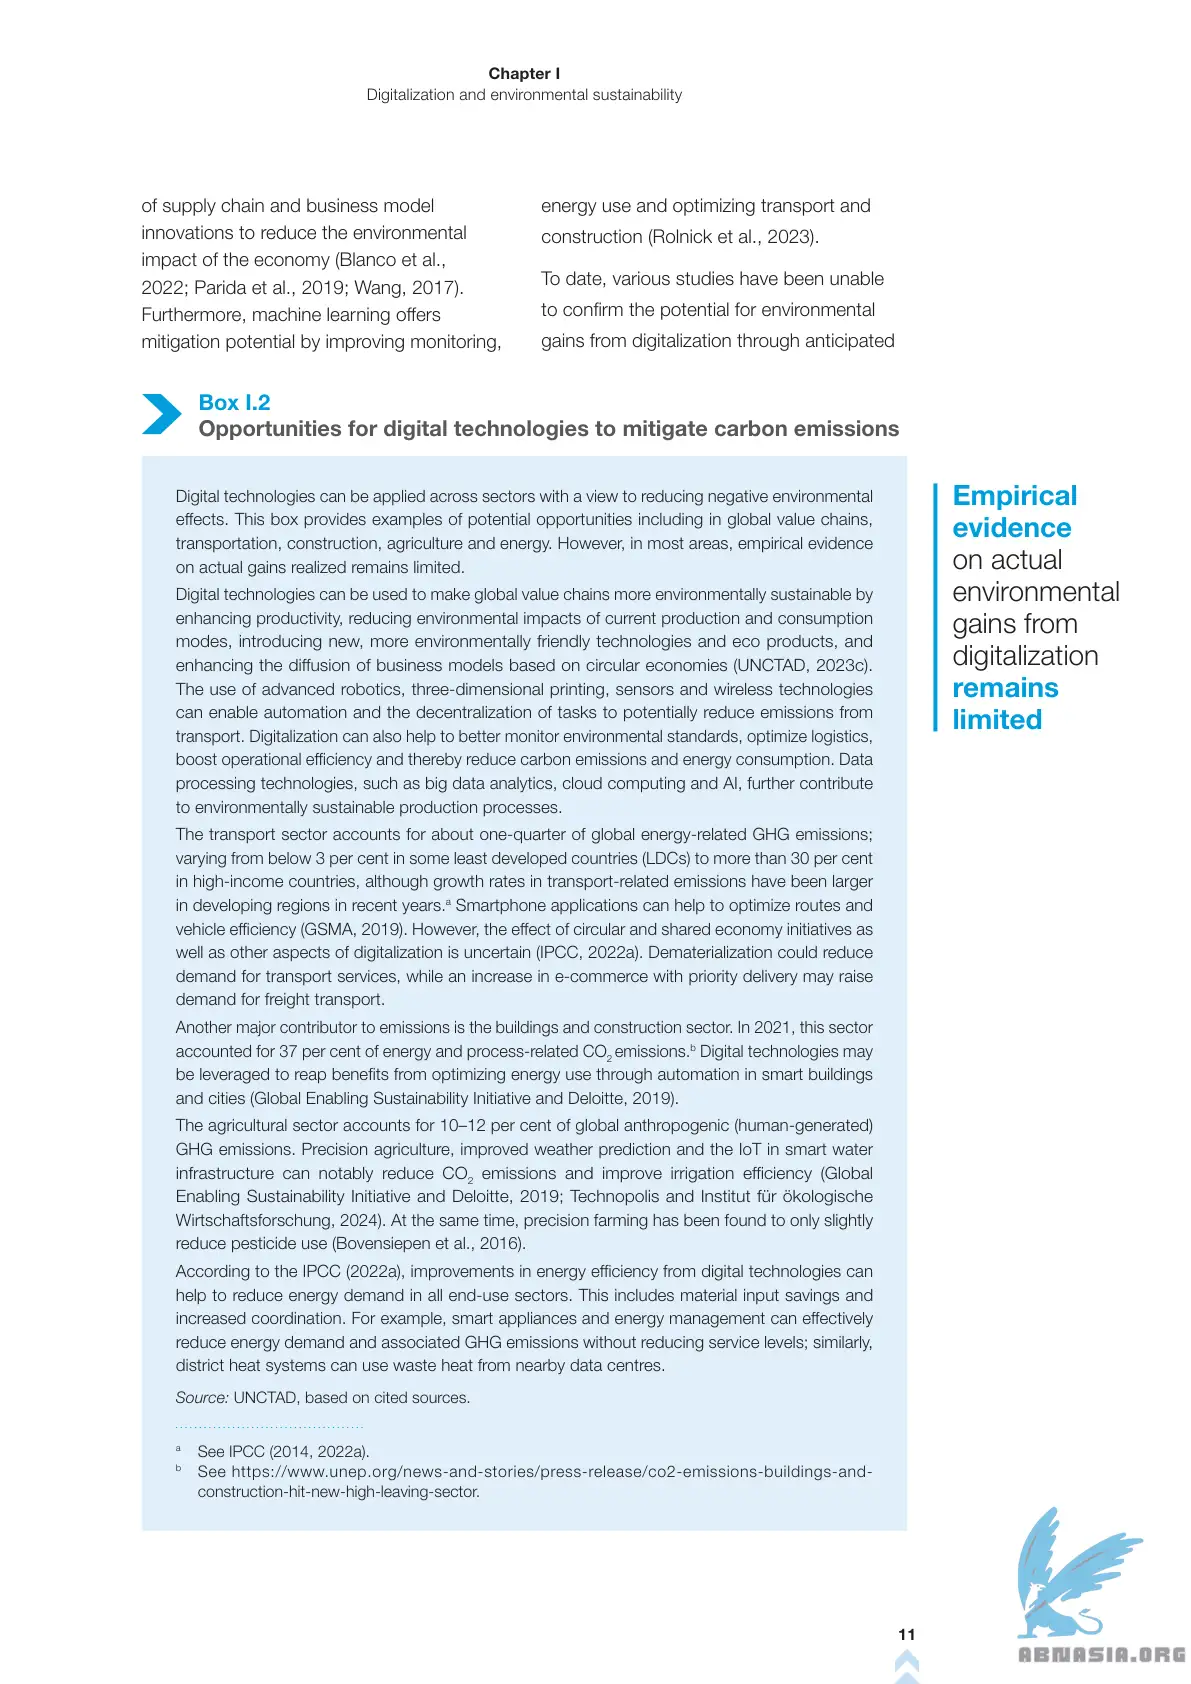 Chapter I
Digitalization and environmental sustainability
of supply chain and business model
innovations to reduce the environmental
impact of the economy (Blanco et al.,
2022; Parida et al., 2019; Wang, 2017).
Furthermore, machine learning offers
mitigation potential by improving monitoring,
energy use and optimizing transport and
construction (Rolnick et al., 2023).
To date, various studies have been unable
to confirm the potential for environmental
gains from digitalization through anticipated
Box I.2
Opportunities for digital technologies to mitigate carbon emissions
Digital technologies can be applied across sectors with a view to reducing negative environmental
effects. This box provides examples of potential opportunities including in global value chains,
transportation, construction, agriculture and energy. However, in most areas, empirical evidence
on actual gains realized remains limited.
Digital technologies can be used to make global value chains more environmentally sustainable by
enhancing productivity, reducing environmental impacts of current production and consumption
modes, introducing new, more environmentally friendly technologies and eco products, and
enhancing the diffusion of business models based on circular economies (UNCTAD, 2023c).
The use of advanced robotics, three-dimensional printing, sensors and wireless technologies
can enable automation and the decentralization of tasks to potentially reduce emissions from
transport. Digitalization can also help to better monitor environmental standards, optimize logistics,
boost operational efficiency and thereby reduce carbon emissions and energy consumption. Data
processing technologies, such as big data analytics, cloud computing and AI, further contribute
to environmentally sustainable production processes.
The transport sector accounts for about one-quarter of global energy-related GHG emissions;
varying from below 3 per cent in some least developed countries (LDCs) to more than 30 per cent
in high-income countries, although growth rates in transport-related emissions have been larger
in developing regions in recent years.a Smartphone applications can help to optimize routes and
vehicle efficiency (GSMA, 2019). However, the effect of circular and shared economy initiatives as
well as other aspects of digitalization is uncertain (IPCC, 2022a). Dematerialization could reduce
demand for transport services, while an increase in e-commerce with priority delivery may raise
demand for freight transport.
Another major contributor to emissions is the buildings and construction sector. In 2021, this sector
accounted for 37 per cent of energy and process-related CO2 emissions.b Digital technologies may
be leveraged to reap benefits from optimizing energy use through automation in smart buildings
and cities (Global Enabling Sustainability Initiative and Deloitte, 2019).
The agricultural sector accounts for 10–12 per cent of global anthropogenic (human-generated)
GHG emissions. Precision agriculture, improved weather prediction and the IoT in smart water
infrastructure can notably reduce CO2 emissions and improve irrigation efficiency (Global
Enabling Sustainability Initiative and Deloitte, 2019; Technopolis and Institut für ökologische
Wirtschaftsforschung, 2024). At the same time, precision farming has been found to only slightly
reduce pesticide use (Bovensiepen et al., 2016).
According to the IPCC (2022a), improvements in energy efficiency from digital technologies can
help to reduce energy demand in all end-use sectors. This includes material input savings and
increased coordination. For example, smart appliances and energy management can effectively
reduce energy demand and associated GHG emissions without reducing service levels; similarly,
district heat systems can use waste heat from nearby data centres.
Source: UNCTAD, based on cited sources.
a See IPCC (2014, 2022a).
b See https://www.unep.org/news-and-stories/press-release/co2-emissions-buildings-and-
construction-hit-new-high-leaving-sector.
Empirical
evidence
on actual
environmental
gains from
digitalization
remains
limited
11
ABNASIA.ORG